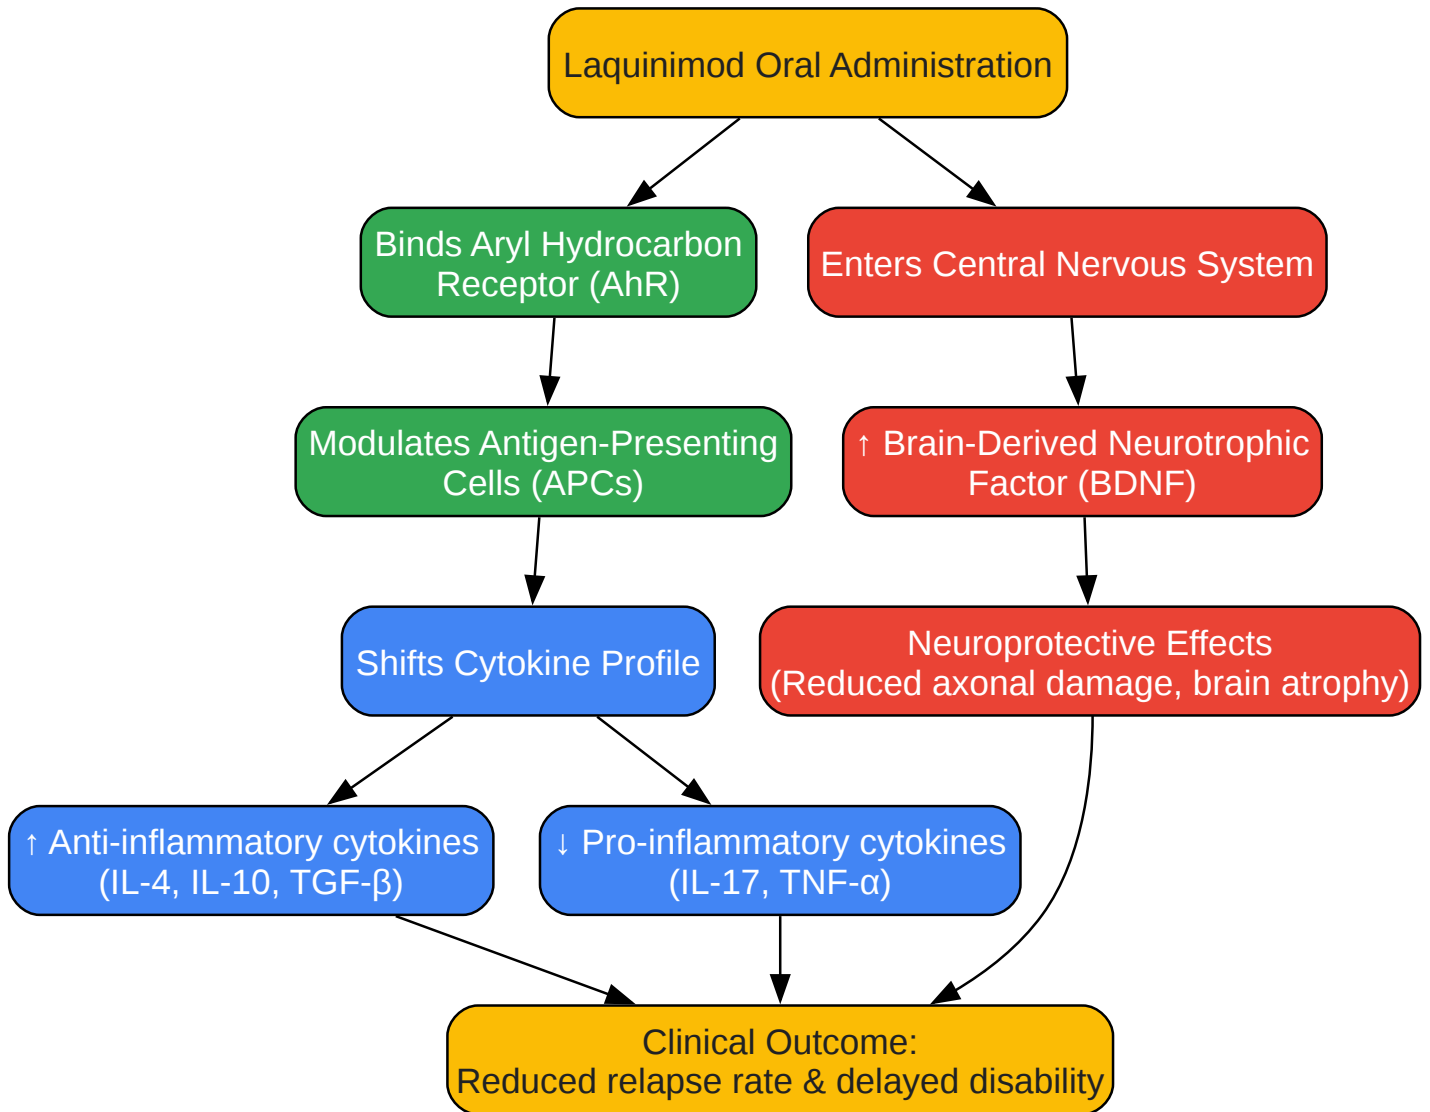 Laquinimod Oral Administration
Binds Aryl Hydrocarbon
Receptor (AhR)
Enters Central Nervous System
Modulates Antigen-Presenting
Cells (APCs)
↑ Brain-Derived Neurotrophic
Factor (BDNF)
Shifts Cytokine Profile
Neuroprotective Effects
(Reduced axonal damage, brain atrophy)
↑ Anti-inflammatory cytokines
(IL-4, IL-10, TGF-β)
↓ Pro-inflammatory cytokines
(IL-17, TNF-α)
Clinical Outcome:
Reduced relapse rate & delayed disability